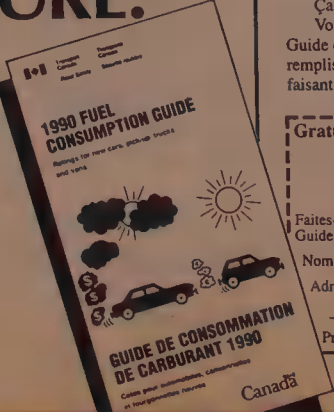 URE.
Transport
Canada
Road Safety
Transports
Canada
Sécurité routière
1990 FUEL
CONSUMPTION GUIDE
Ratings for new cars, pick-up trucks
and vans
$
$
$
GUIDE DE CONSOMMATION
DE CARBURANT 1990
Cotes pour automobiles, camionnettes
et fourgonnettes neuves
Canada
Ça
Vo
Guide
remplis
faisant
Grat
Faites-
Guide
Nom
Adr
Pr